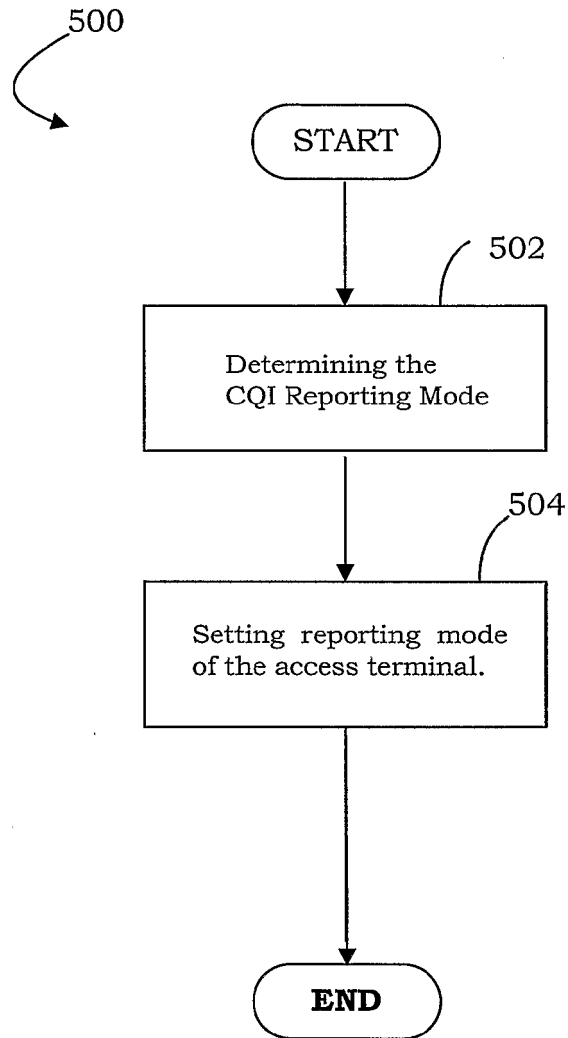 500
START
502
Determining the
CQI Reporting Mode
504
Setting reporting mode
of the access terminal.
END